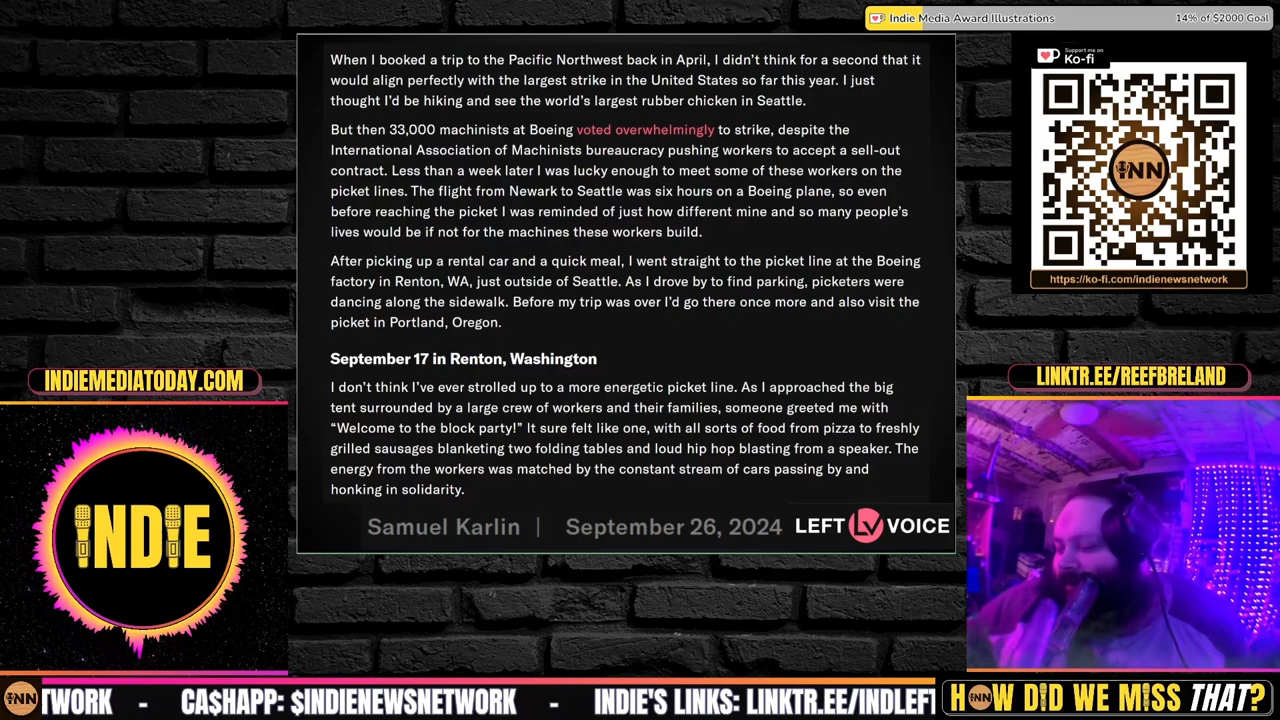 Indie Media Award Illustrations
14% of $2000 Goal
When I booked a trip to the Pacific Northwest back in April, I didn't think for a second that it
would align perfectly with the largest strike in the United States so far this year. I just
thought I'd be hiking and see the world's largest rubber chicken in Seattle.
But then 33,000 machinists at Boeing voted overwhelmingly to strike, despite the
International Association of Machinists bureaucracy pushing workers to accept a sell-out
contract. Less than a week later I was lucky enough to meet some of these workers on the
picket lines. The flight from Newark to Seattle was six hours on a Boeing plane, so even
before reaching the picket I was reminded of just how different mine and so many people's
lives would be if not for the machines these workers build.
After picking up a rental car and a quick meal, I went straight to the picket line at the Boeing
factory in Renton, WA, just outside of Seattle. As I drove by to find parking, picketers were
dancing along the sidewalk. Before my trip was over I'd go there once more and also visit the
picket in Portland, Oregon.
September 17 in Renton, Washington
I don't think I've ever strolled up to a more energetic picket line. As I approached the big
tent surrounded by a large crew of workers and their families, someone greeted me with
"Welcome to the block party!" It sure felt like one, with all sorts of food from pizza to freshly
grilled sausages blanketing two folding tables and loud hip hop blasting from a speaker. The
energy from the workers was matched by the constant stream of cars passing by and
honking in solidarity.
Samuel Karlin | September 26, 2024 LEFT LV VOICE
Support me on
Ko-fi
INN
https://ko-fi.com/indienewsnetwork
INDIEMEDIATODAY.COM
LINKTR.EE/REEFBRELAND
INDIE
INN
TWORK - CA$HAPP: $INDIENEWSNETWORK - INDIE'S LINKS: LINKTR.EE/INDLEFT
INN
HOW DID WE MISS THAT?